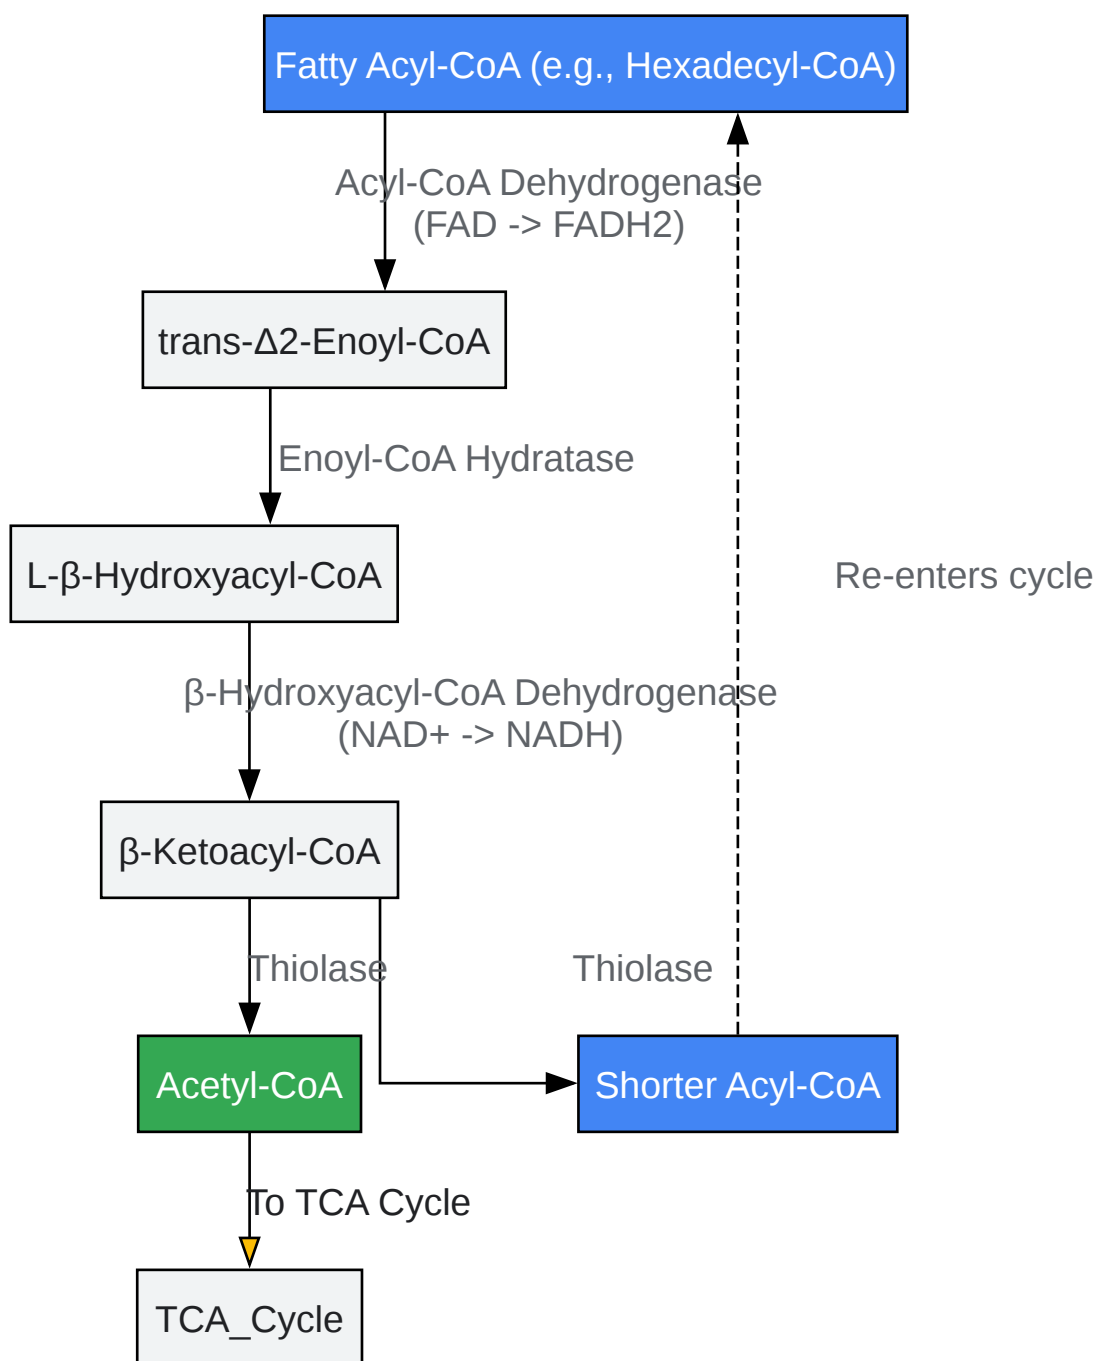 Fatty Acyl-CoA (e.g., Hexadecyl-CoA)
Acyl-CoA Dehydrogenase
(FAD -> FADH2)
trans-Δ2-Enoyl-CoA
Enoyl-CoA Hydratase
L-β-Hydroxyacyl-CoA
Re-enters cycle
β-Hydroxyacyl-CoA Dehydrogenase
(NAD+ -> NADH)
β-Ketoacyl-CoA
Thiolase
Thiolase
Acetyl-CoA
Shorter Acyl-CoA
To TCA Cycle
TCA_Cycle